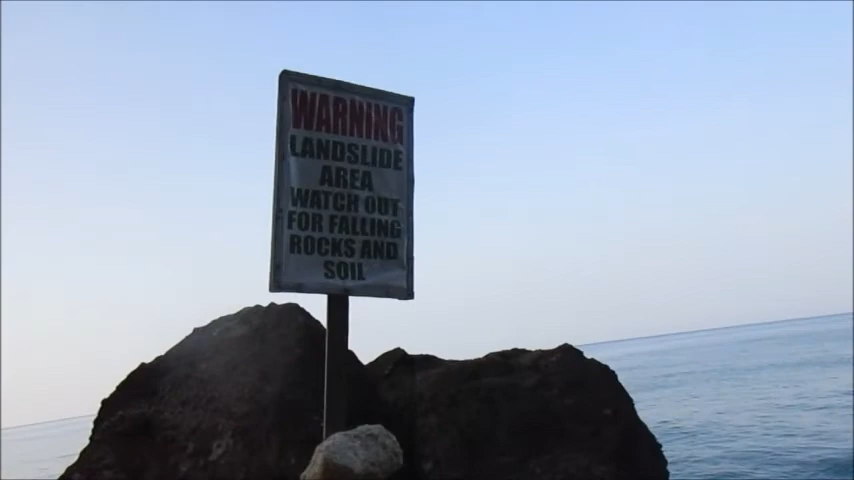 WARNING
LANDSLIDE
AREA
WATCH OUT
FOR FALLING
ROCKS AND
SOIL